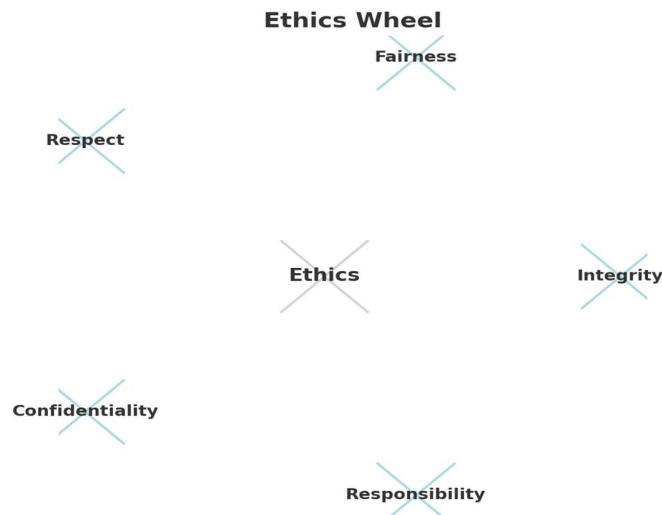 Ethics Wheel
Fairness
Respect
Ethics
Integrity
Confidentiality
Responsibility